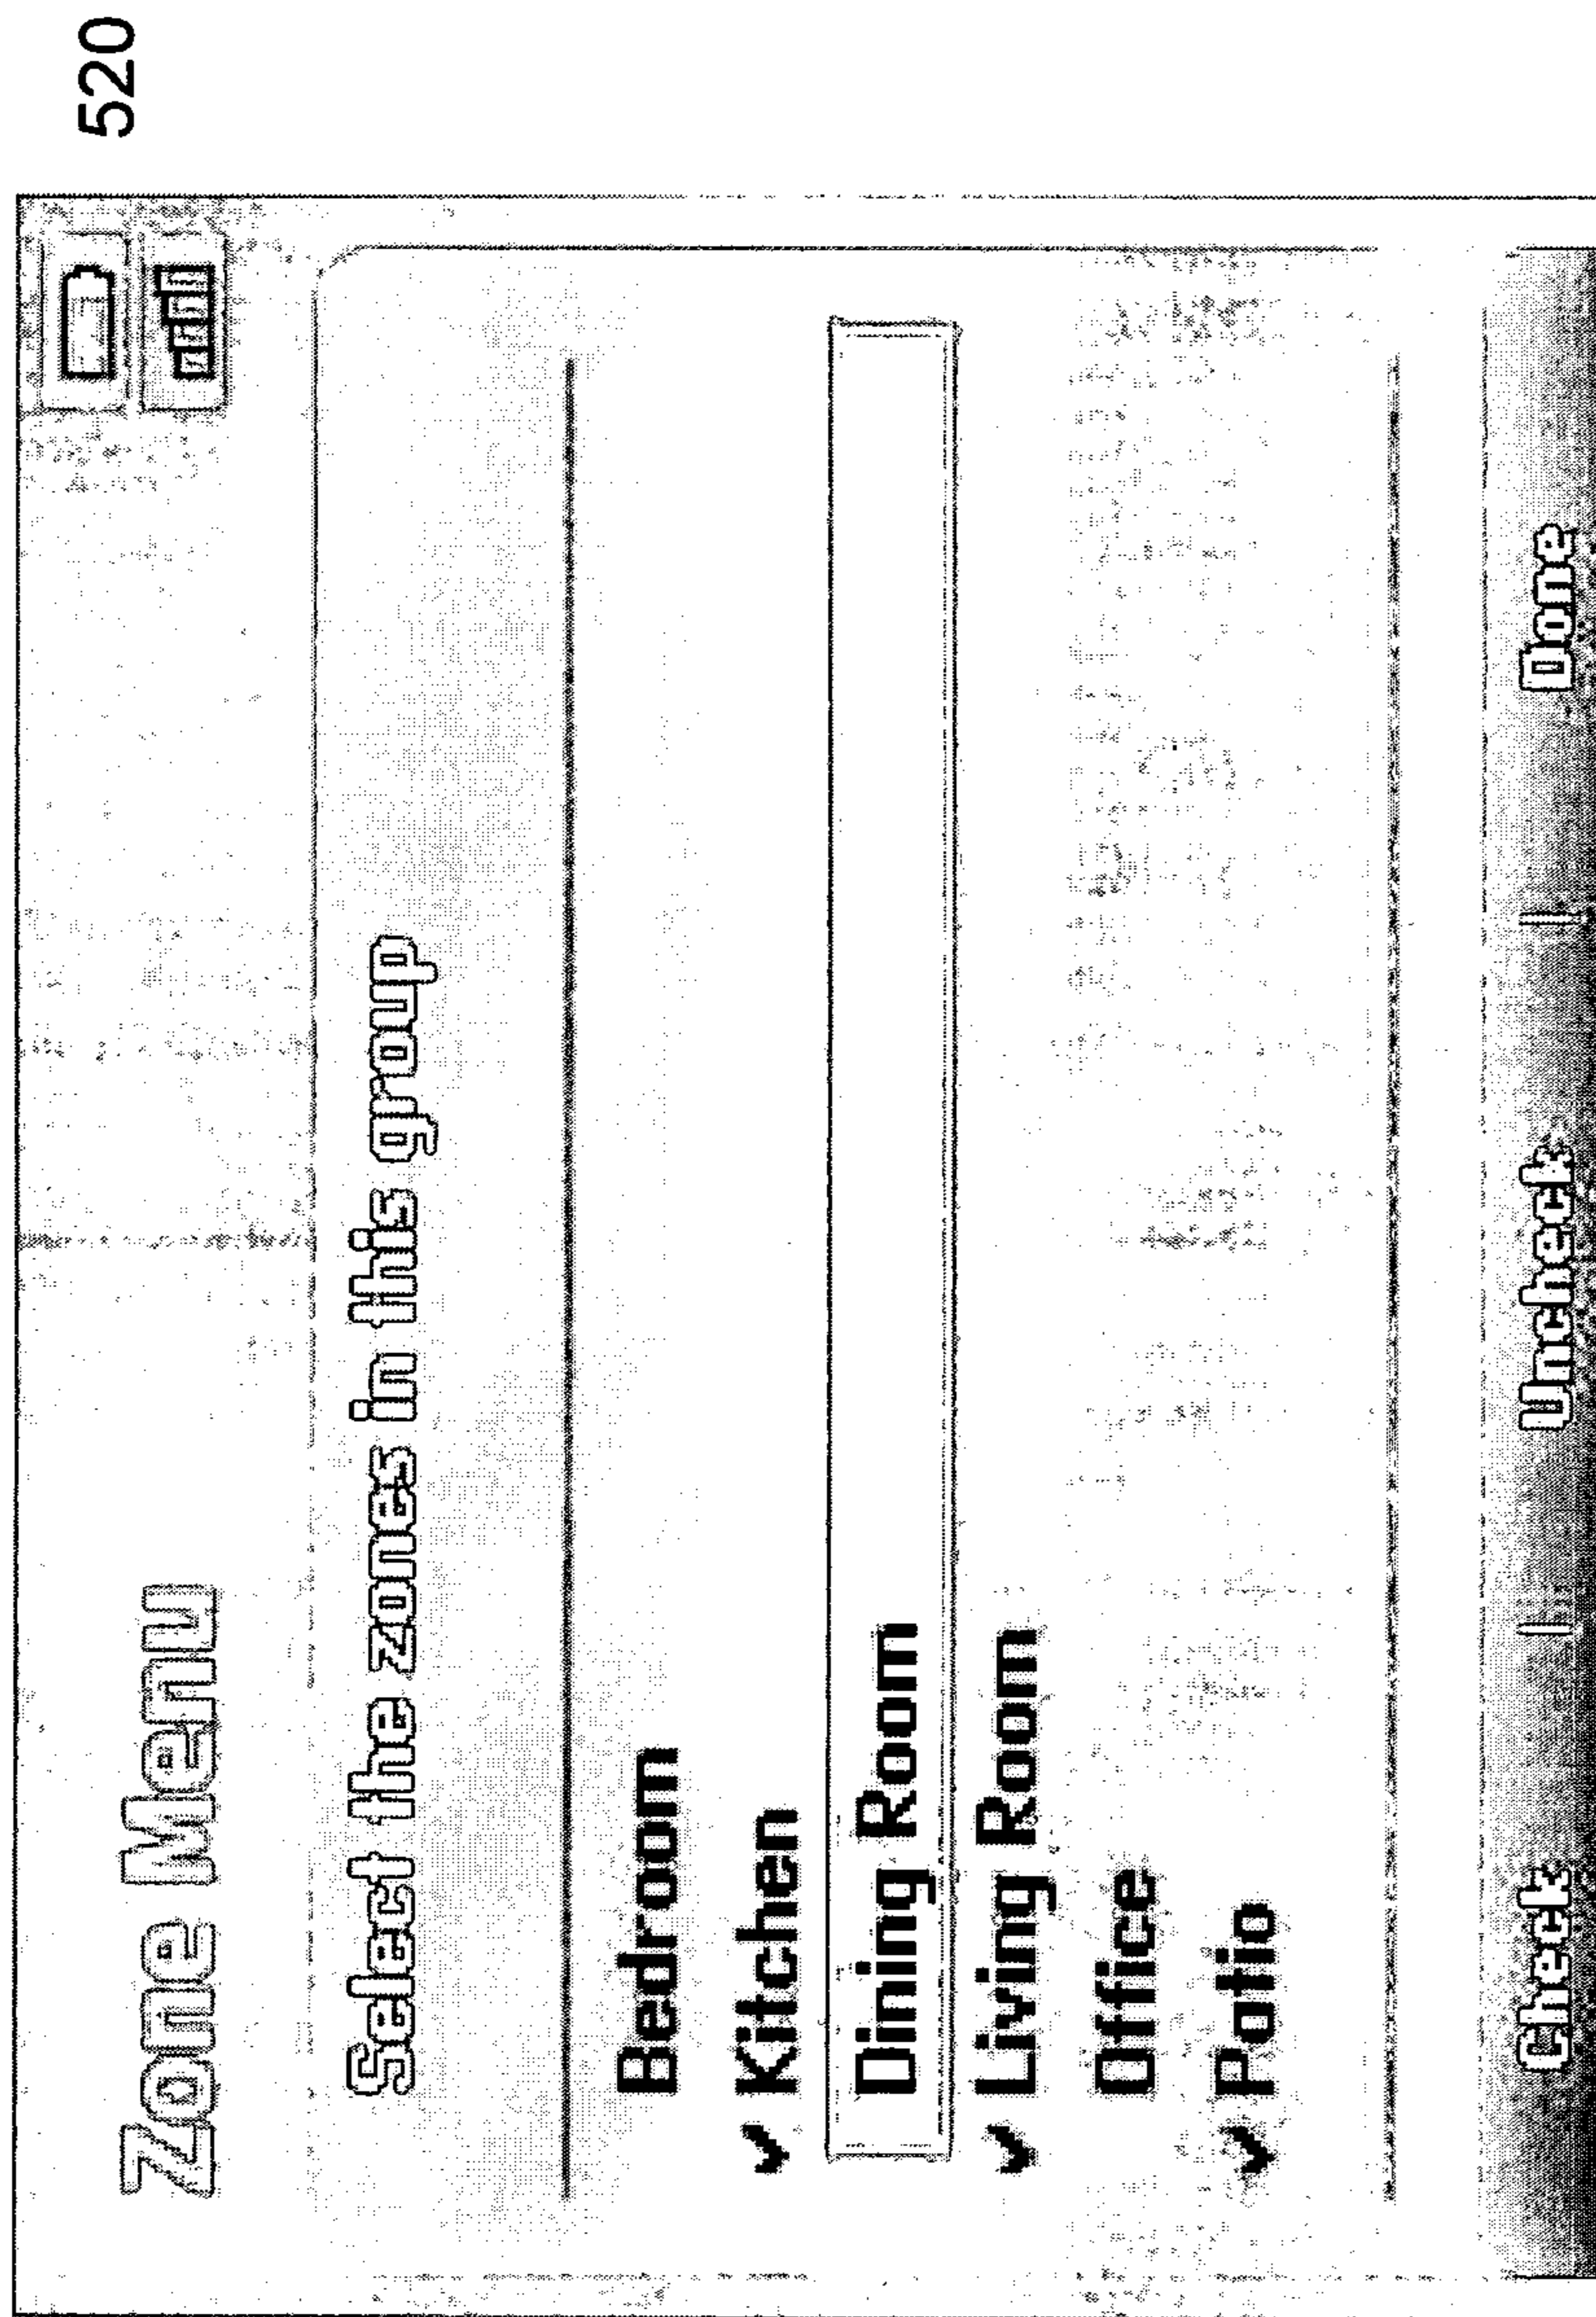 520
Zone Menu
Select the zones in this group
Bedroom
✓ Kitchen
Dining Room
✓ Living Room
Office
✓ Patio
Check | Uncheck | Done